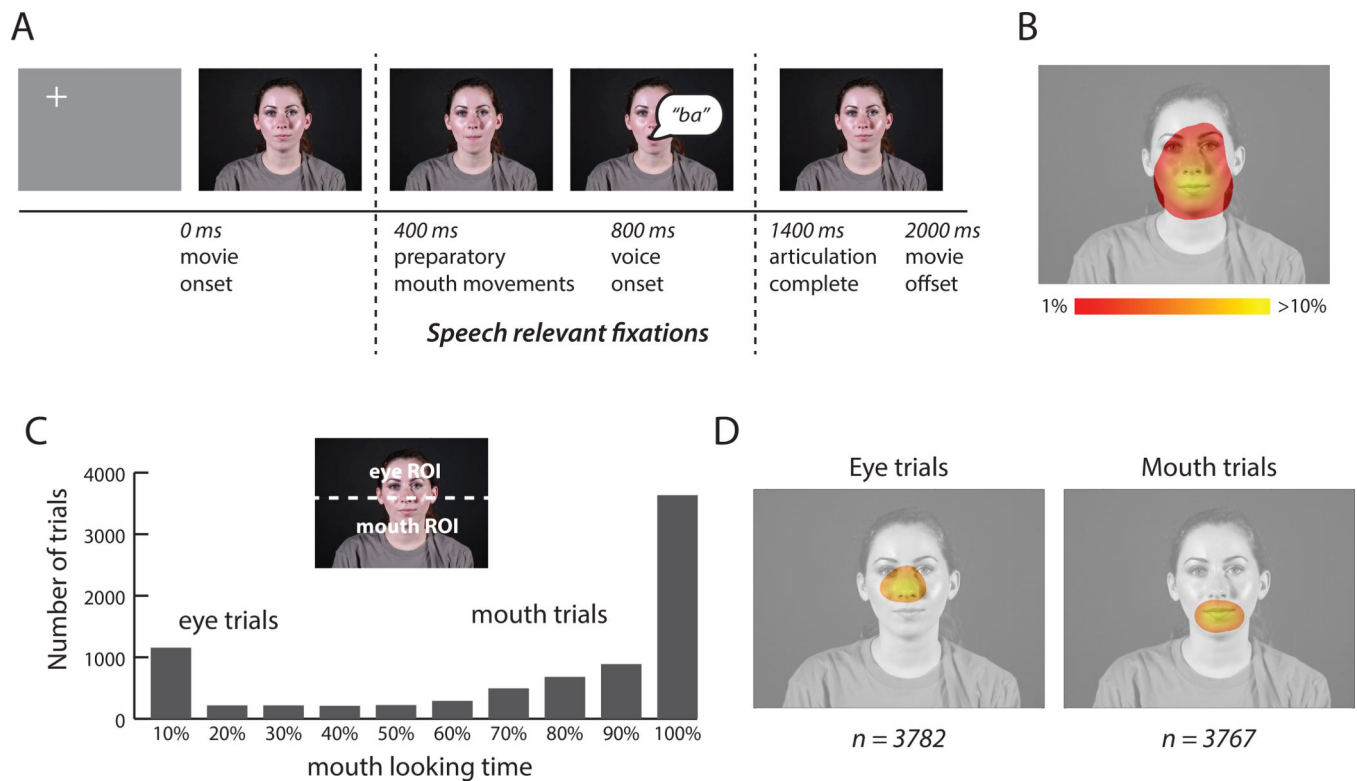 A
"ba"
0 ms
movie
onset
400 ms
preparatory
mouth movements
800 ms
voice
onset
1400 ms
articulation
complete
2000 ms
movie
offset
Speech relevant fixations
B
1%
>10%
C
Number of trials
4000
3000
2000
1000
0
eye ROI
mouth ROI
eye trials
mouth trials
10% 20% 30% 40% 50% 60% 70% 80% 90% 100%
mouth looking time
D
Eye trials
Mouth trials
n = 3782
n = 3767